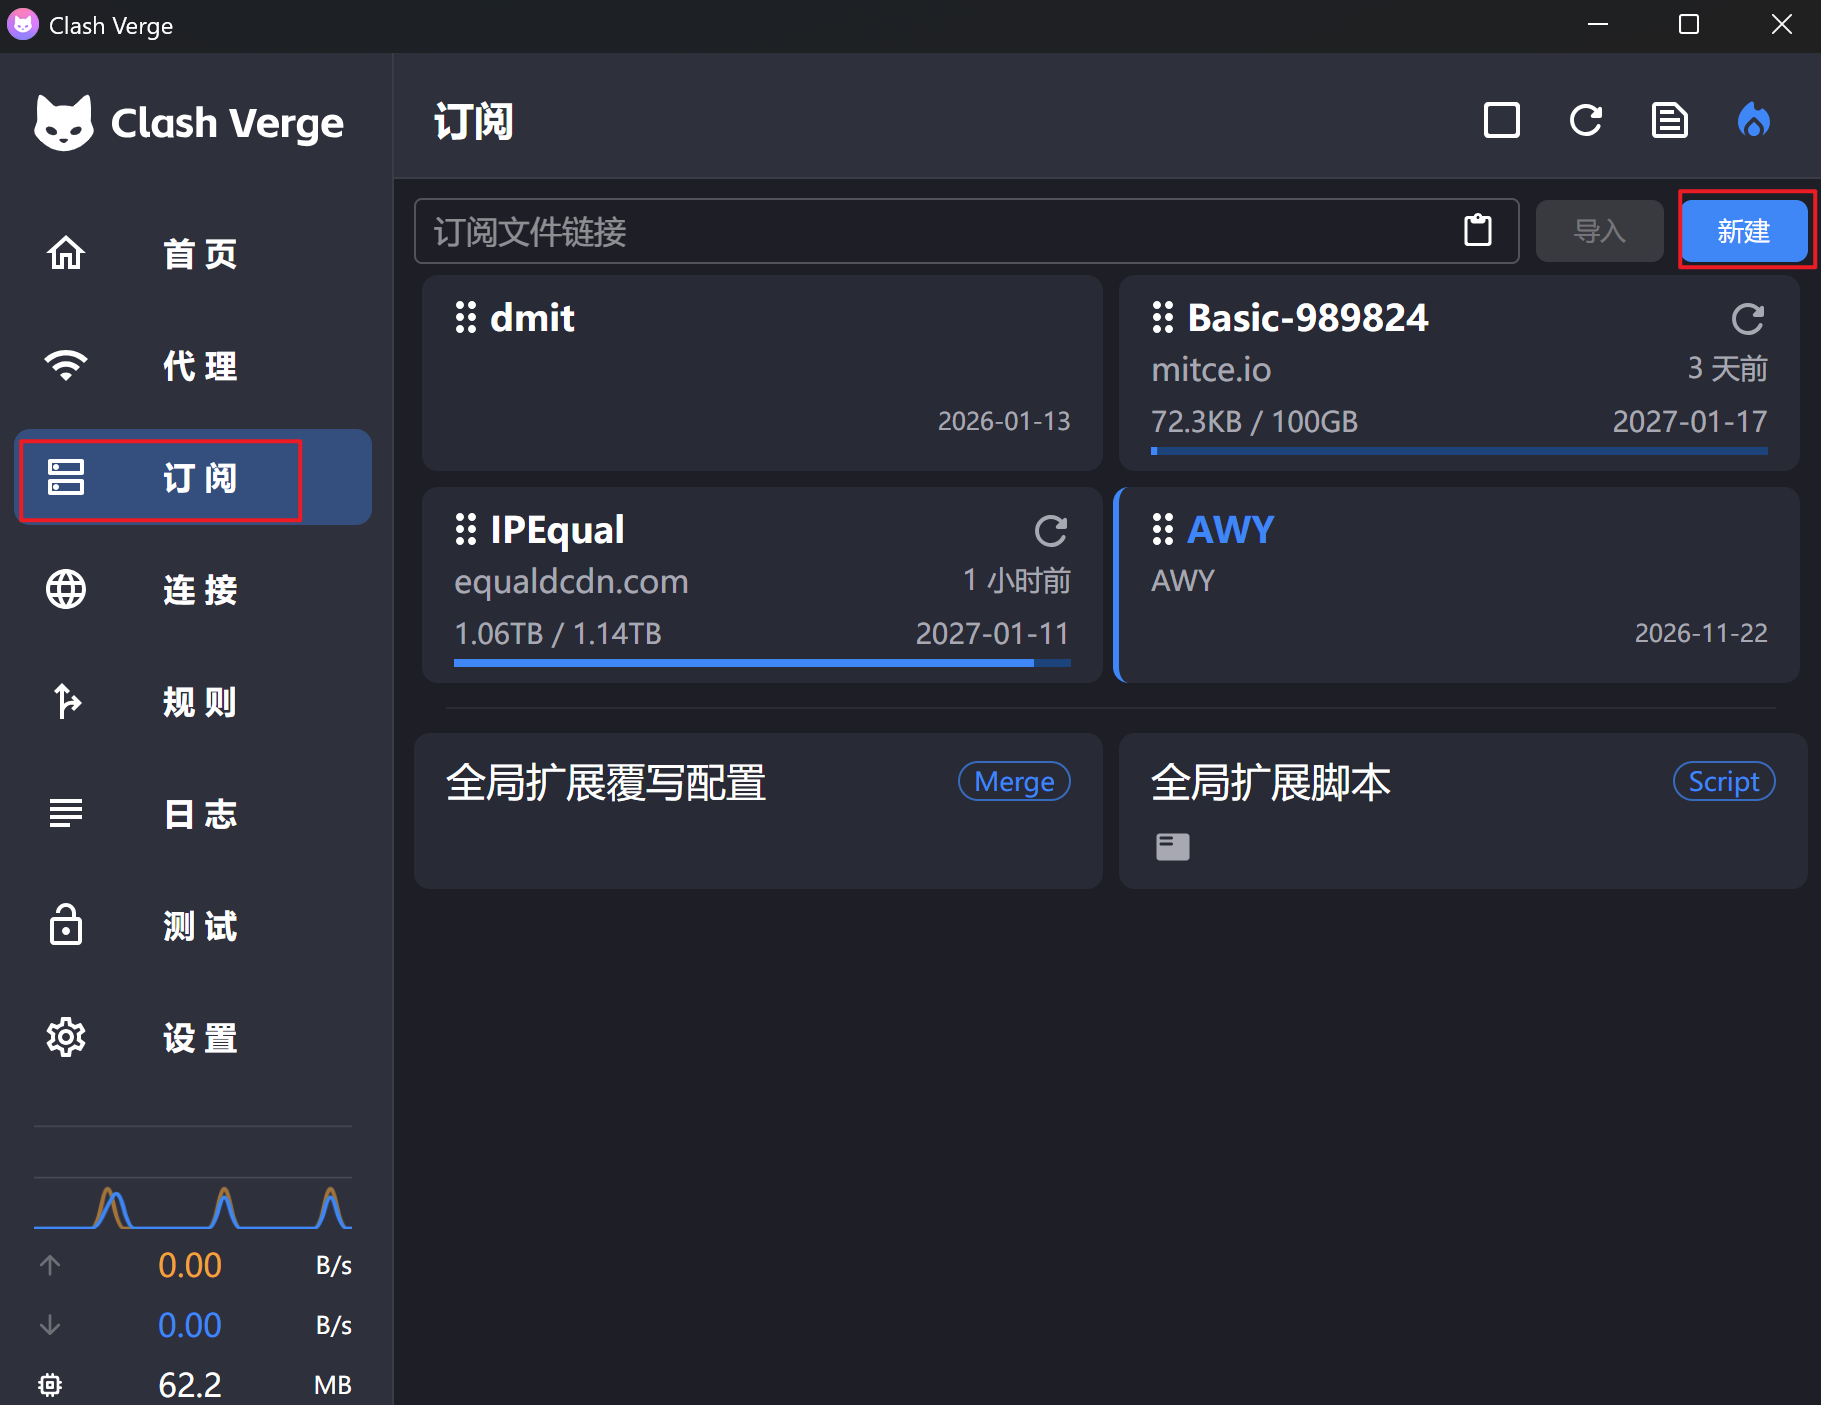 Clash Verge
Clash Verge
首 页
代 理
订 阅
连 接
规 则
日 志
测 试
设 置
0.00 B/s
0.00 B/s
62.2 MB
订阅
订阅文件链接
导入
新建
dmit
2026-01-13
Basic-989824
mitce.io 3 天前
72.3KB / 100GB 2027-01-17
IPEqual
equaldcdn.com 1 小时前
1.06TB / 1.14TB 2027-01-11
AWY
AWY
2026-11-22
全局扩展覆写配置 Merge
全局扩展脚本 Script